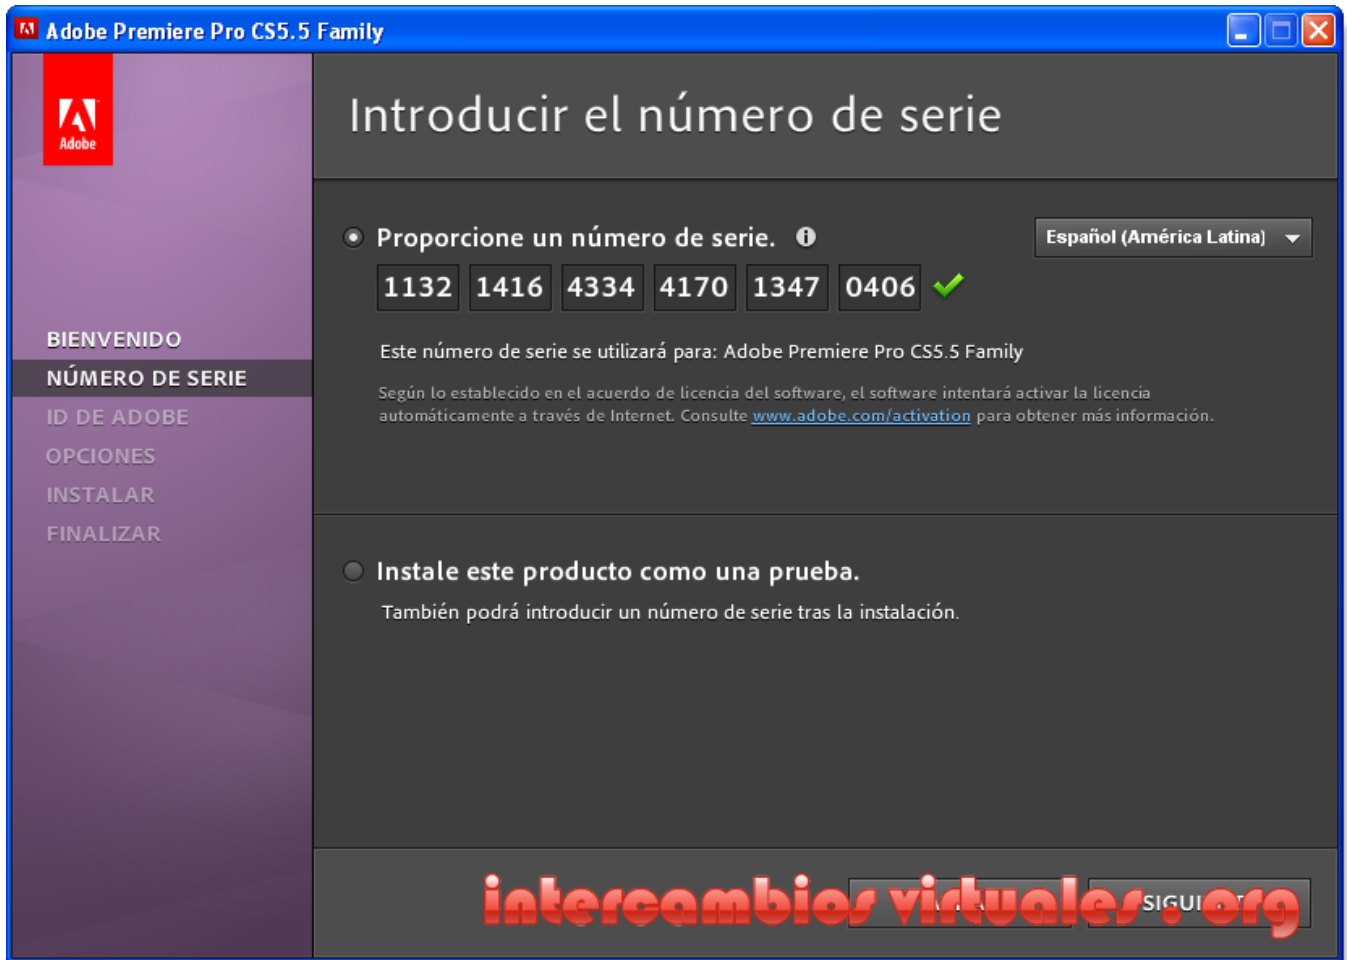 Adobe Premiere Pro CS5.5 Family
Adobe
Introducir el número de serie
Proporcione un número de serie.
Español (América Latina)
1132 1416 4334 4170 1347 0406
BIENVENIDO
NÚMERO DE SERIE
ID DE ADOBE
OPCIONES
INSTALAR
FINALIZAR
Este número de serie se utilizará para: Adobe Premiere Pro CS5.5 Family
Según lo establecido en el acuerdo de licencia del software, el software intentará activar la licencia
automáticamente a través de Internet. Consulte www.adobe.com/activation para obtener más información.
Instale este producto como una prueba.
También podrá introducir un número de serie tras la instalación.
intercambios virtuales.org